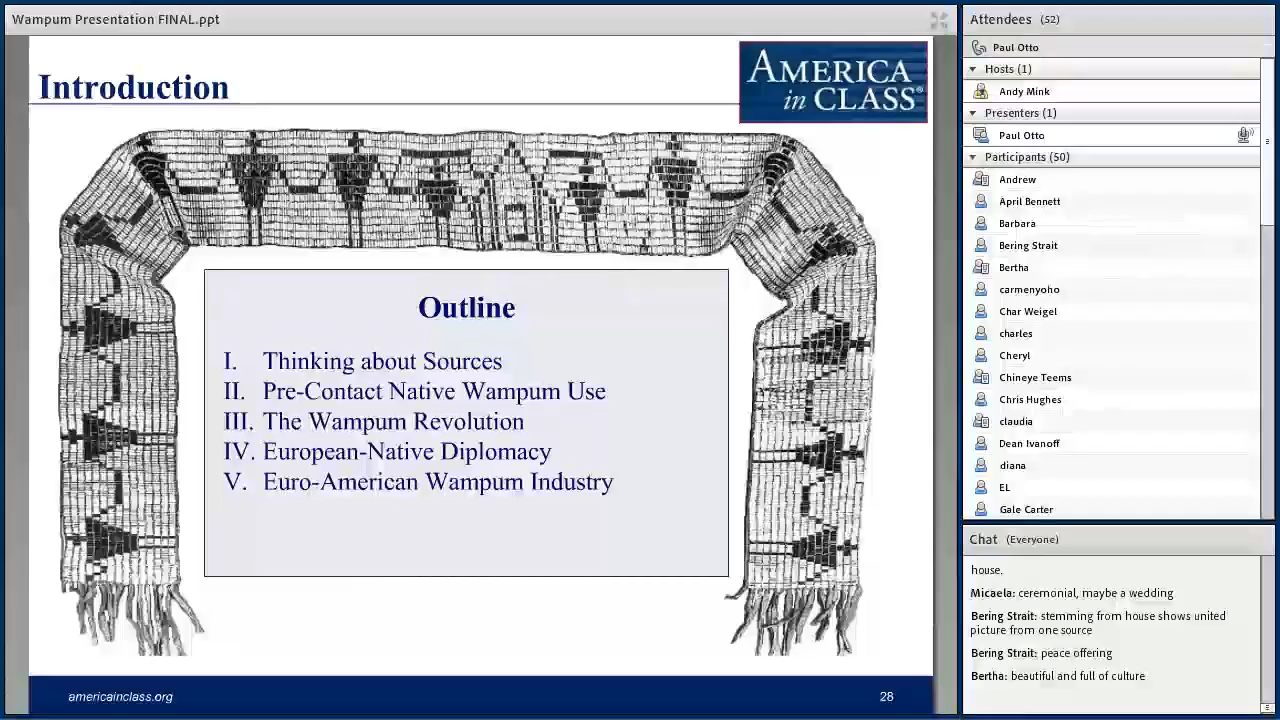 Wampum Presentation FINAL.ppt
Introduction
AMERICA
in CLASS®
Outline
I. Thinking about Sources
II. Pre-Contact Native Wampum Use
III. The Wampum Revolution
IV. European-Native Diplomacy
V. Euro-American Wampum Industry
americainclass.org
28
Attendees (52)
Paul Otto
Hosts (1)
Andy Mink
Presenters (1)
Paul Otto
Participants (50)
Andrew
April Bennett
Barbara
Bering Strait
Bertha
carmenyoho
Char Weigel
charles
Cheryl
Chineye Teems
Chris Hughes
claudia
Dean Ivanoff
diana
EL
Gale Carter
Chat (Everyone)
house.
Micaela: ceremonial, maybe a wedding
Bering Strait: stemming from house shows united
picture from one source
Bering Strait: peace offering
Bertha: beautiful and full of culture